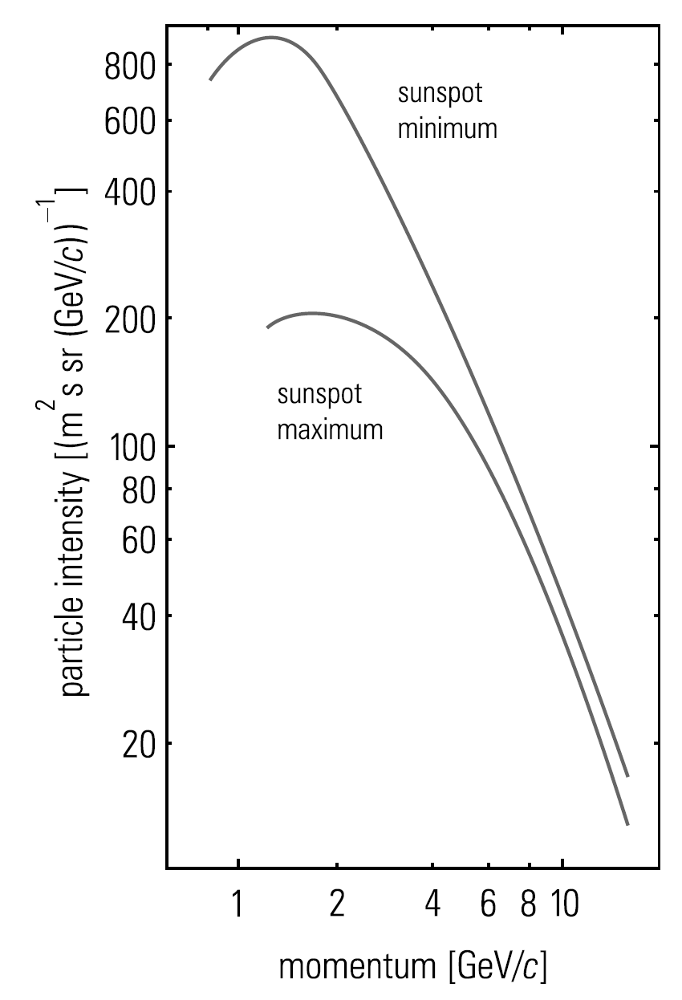 800
600
400
200
100
80
60
40
20
particle intensity [(m² s sr (GeV/c))⁻¹]
sunspot
minimum
sunspot
maximum
1 2 4 6 8 10
momentum [GeV/c]